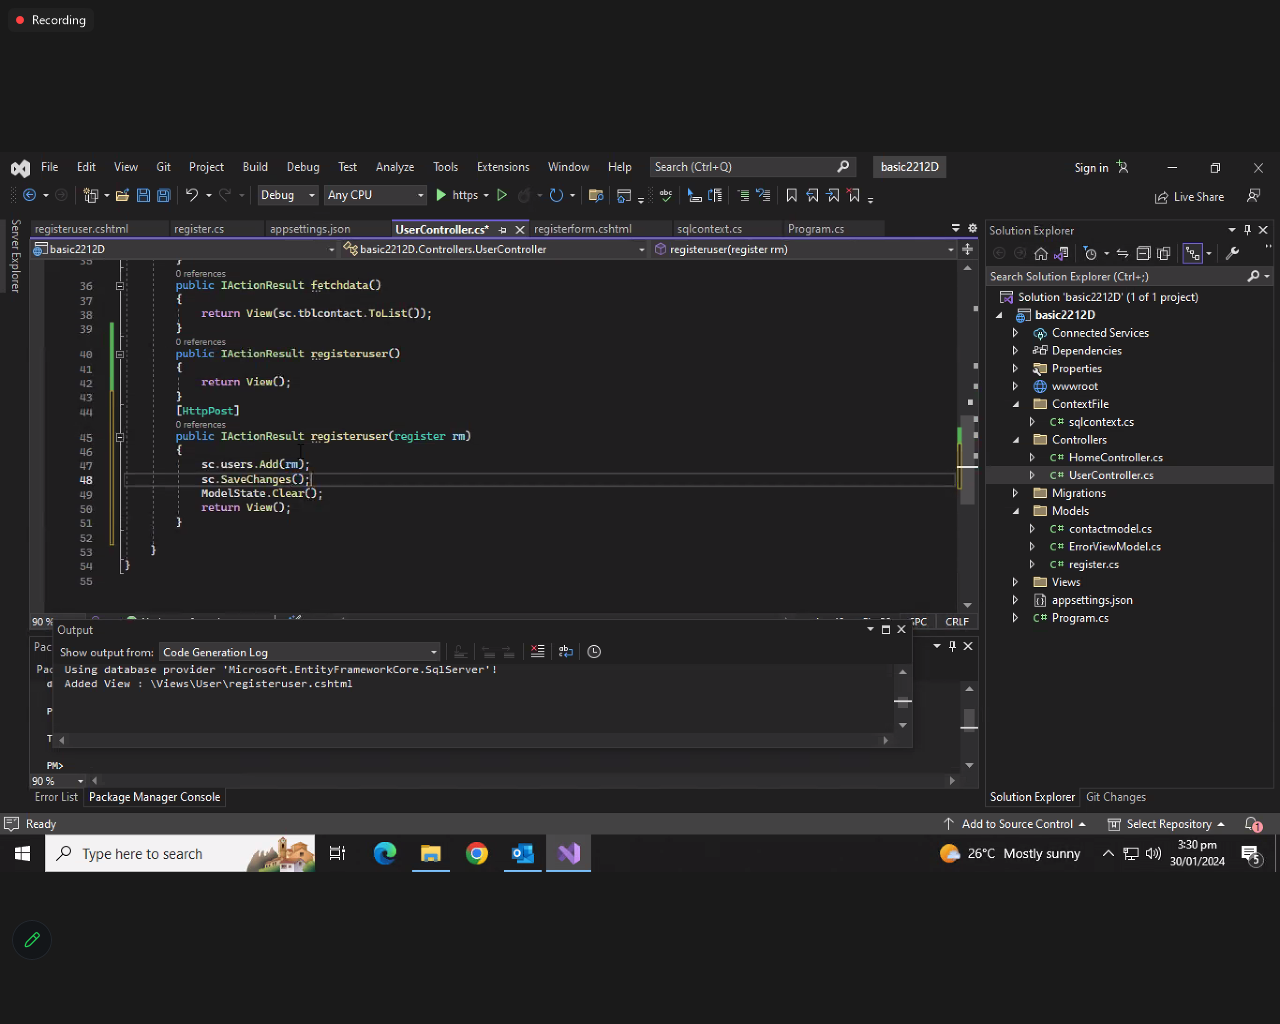 Recording
File Edit View Git Project Build Debug Test Analyze Tools Extensions Window Help Search (Ctrl+Q) basic2212D Sign in
Debug Any CPU https Live Share
Server Explorer
registeruser.cshtml register.cs appsettings.json UserController.cs* registerform.cshtml sqlcontext.cs Program.cs
basic2212D basic2212D.Controllers.UserController registeruser(register rm)
35 }
0 references
36 public IActionResult fetchdata()
37 {
38 return View(sc.tblcontact.ToList());
39 }
0 references
40 public IActionResult registeruser()
41 {
42 return View();
43 }
44 [HttpPost]
0 references
45 public IActionResult registeruser(register rm)
46 {
47 sc.users.Add(rm);
48 sc.SaveChanges();
49 ModelState.Clear();
50 return View();
51 }
52
53 }
54 }
55
90 % SPC CRLF
Output
Show output from: Code Generation Log
Using database provider 'Microsoft.EntityFrameworkCore.SqlServer'!
Added View : \Views\User\registeruser.cshtml
PM>
90 %
Error List Package Manager Console
Solution Explorer
Search Solution Explorer (Ctrl+;)
Solution 'basic2212D' (1 of 1 project)
basic2212D
Connected Services
Dependencies
Properties
wwwroot
ContextFile
C# sqlcontext.cs
Controllers
C# HomeController.cs
C# UserController.cs
Migrations
Models
C# contactmodel.cs
C# ErrorViewModel.cs
C# register.cs
Views
appsettings.json
C# Program.cs
Solution Explorer Git Changes
Ready Add to Source Control Select Repository 1
Type here to search 26°C Mostly sunny 3:30 pm
30/01/2024 5